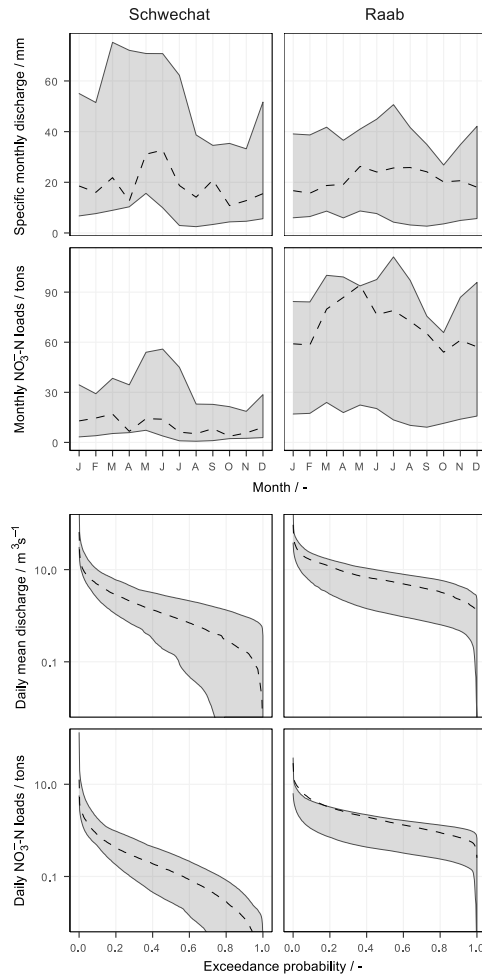 Schwechat Raab
Specific monthly discharge / mm
60
40
20
0
Monthly NO₃⁻-N loads / tons
90
60
30
0
J F M A M J J A S O N D J F M A M J J A S O N D
Month / -
Daily mean discharge / m³s⁻¹
10.0
0.1
Daily NO₃⁻-N loads / tons
10.0
0.1
0.0 0.2 0.4 0.6 0.8 1.0 0.0 0.2 0.4 0.6 0.8 1.0
Exceedance probability / -